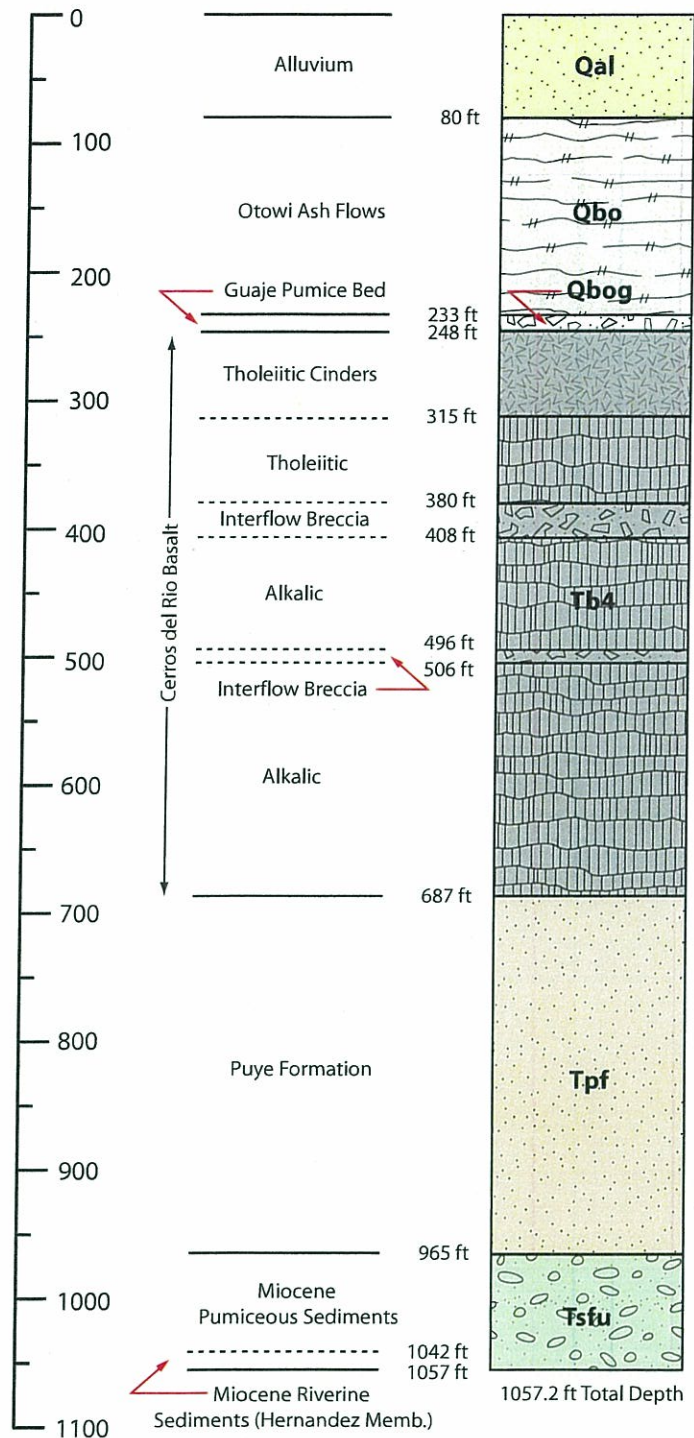 0
100
200
300
400
500
600
700
800
900
1000
1100
Alluvium
80 ft
Otowi Ash Flows
Guaje Pumice Bed
233 ft
248 ft
Tholeiitic Cinders
315 ft
Tholeiitic
380 ft
Interflow Breccia
408 ft
Alkalic
496 ft
506 ft
Interflow Breccia
Alkalic
687 ft
Cerros del Rio Basalt
Puye Formation
965 ft
Miocene
Pumiceous Sediments
1042 ft
1057 ft
Miocene Riverine
Sediments (Hernandez Memb.)
Qal
Qbo
Qbog
Tb4
Tpf
Tsfu
1057.2 ft Total Depth